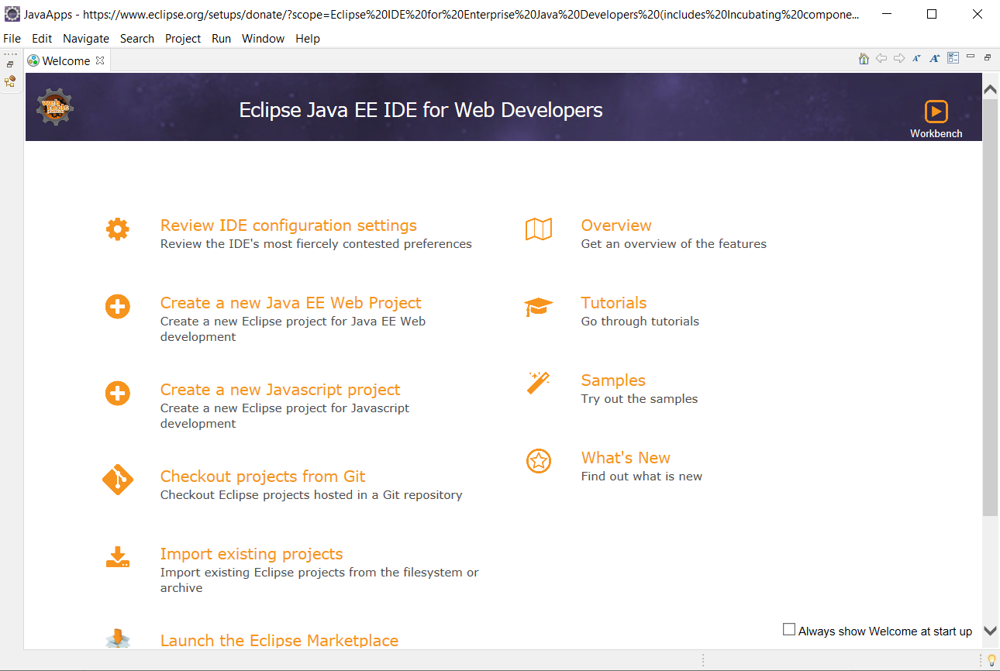 JavaApps - https://www.eclipse.org/setups/donate/?scope=Eclipse%20IDE%20for%20Enterprise%20Java%20Developers%20(includes%20Incubating%20compone...
File Edit Navigate Search Project Run Window Help
Welcome
web tools platform
Eclipse Java EE IDE for Web Developers
Workbench
Review IDE configuration settings
Review the IDE's most fiercely contested preferences
Create a new Java EE Web Project
Create a new Eclipse project for Java EE Web
development
Create a new Javascript project
Create a new Eclipse project for Javascript
development
Checkout projects from Git
Checkout Eclipse projects hosted in a Git repository
Import existing projects
Import existing Eclipse projects from the filesystem or
archive
Launch the Eclipse Marketplace
Overview
Get an overview of the features
Tutorials
Go through tutorials
Samples
Try out the samples
What's New
Find out what is new
Always show Welcome at start up